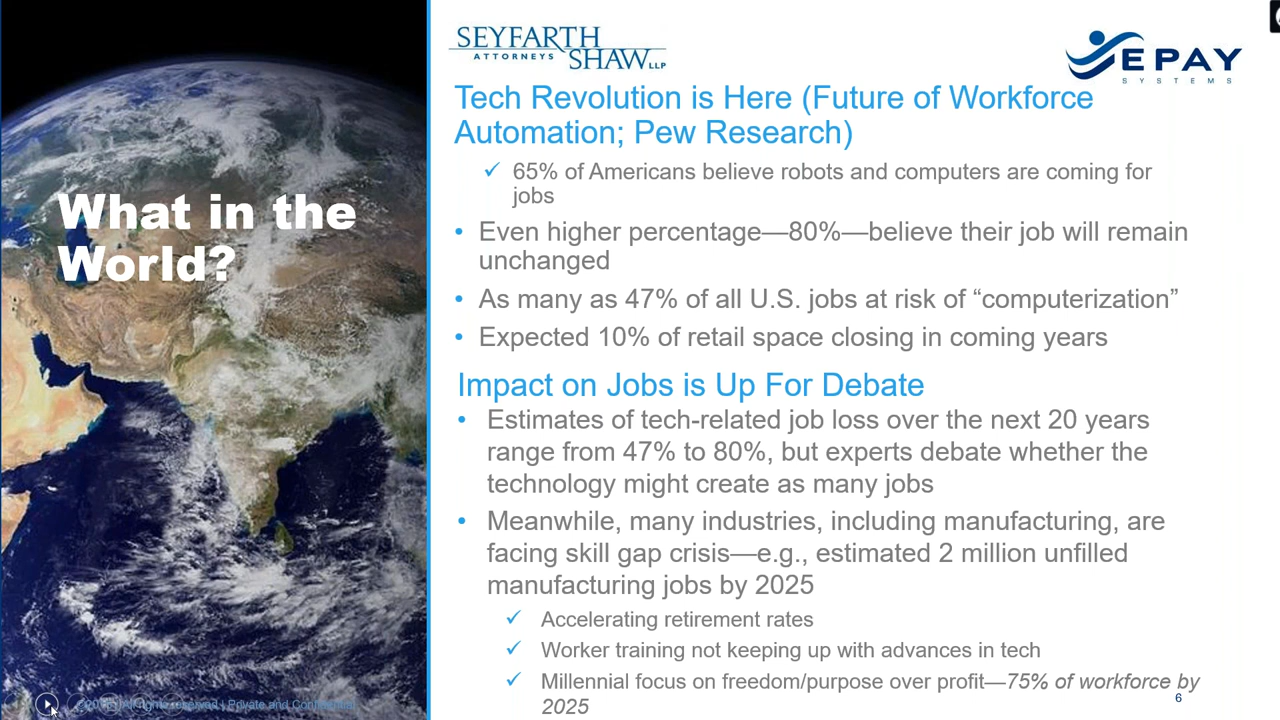 What in the
World?
SEYFARTH
ATTORNEYS
SHAW LLP
EPAY
SYSTEMS
Tech Revolution is Here (Future of Workforce
Automation; Pew Research)
✓ 65% of Americans believe robots and computers are coming for
jobs
• Even higher percentage—80%—believe their job will remain
unchanged
• As many as 47% of all U.S. jobs at risk of “computerization”
• Expected 10% of retail space closing in coming years
Impact on Jobs is Up For Debate
• Estimates of tech-related job loss over the next 20 years
range from 47% to 80%, but experts debate whether the
technology might create as many jobs
• Meanwhile, many industries, including manufacturing, are
facing skill gap crisis—e.g., estimated 2 million unfilled
manufacturing jobs by 2025
✓ Accelerating retirement rates
✓ Worker training not keeping up with advances in tech
✓ Millennial focus on freedom/purpose over profit—75% of workforce by
2025
reserved | Private and Confidential
6